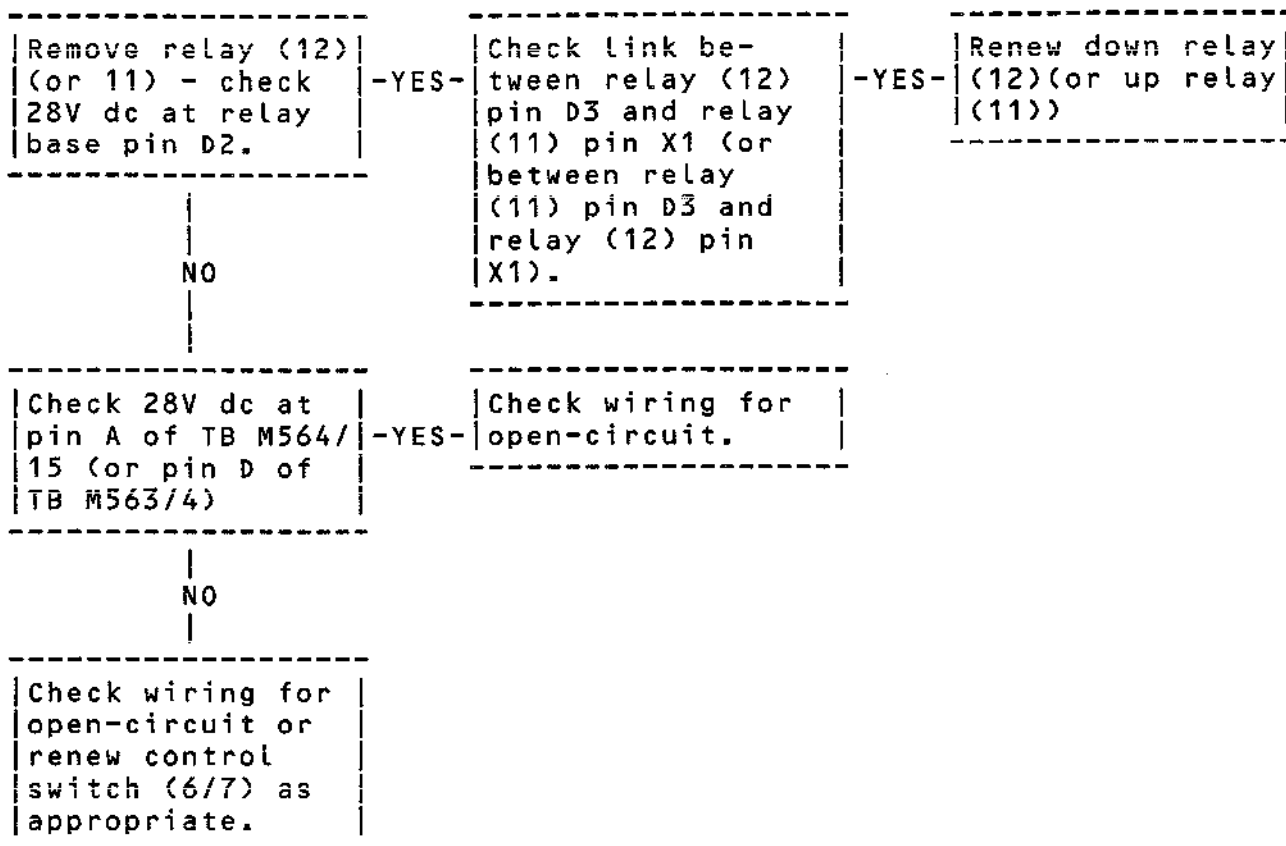 Remove relay (12)
(or 11) - check
28V dc at relay
base pin D2.
-YES-
Check link be-
tween relay (12)
pin D3 and relay
(11) pin X1 (or
between relay
(11) pin D3 and
relay (12) pin
X1).
-YES-
Renew down relay
(12)(or up relay
(11))
NO
Check 28V dc at
pin A of TB M564/
15 (or pin D of
TB M563/4)
-YES-
Check wiring for
open-circuit.
NO
Check wiring for
open-circuit or
renew control
switch (6/7) as
appropriate.